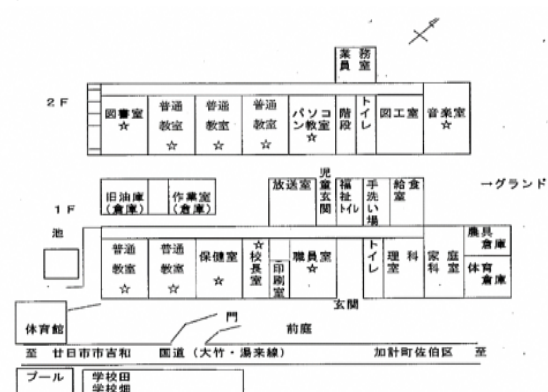 業務
員室
2F
図書室
☆
普通
教室
☆
普通
教室
☆
普通
教室
☆
パソコ
ン教室
☆
階段
トイレ
図工室
音楽室
☆
1F
旧油庫
(倉庫)
作業室
(倉庫)
放送室
児童玄関
福祉トイレ
手洗い場
給食室
→グランド
池
普通
教室
☆
普通
教室
☆
保健室
☆
☆校長室
印刷室
職員室
☆
トイレ
理科室
家庭科室
農具
倉庫
体育
倉庫
玄関
体育館
門
前庭
至 廿日市市吉和 国道(大竹・湯来線) 加計町佐伯区 至
プール
学校田
学校畑